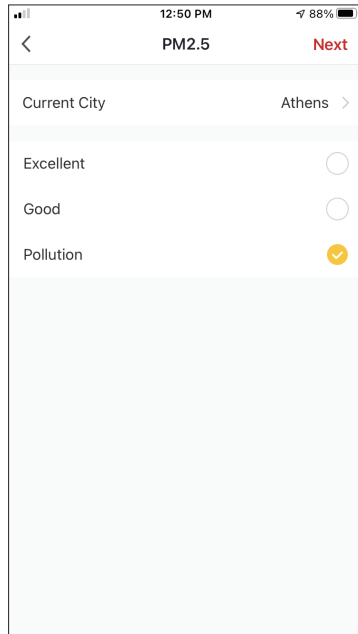 12:50 PM 88%
PM2.5 Next
Current City Athens
Excellent
Good
Pollution